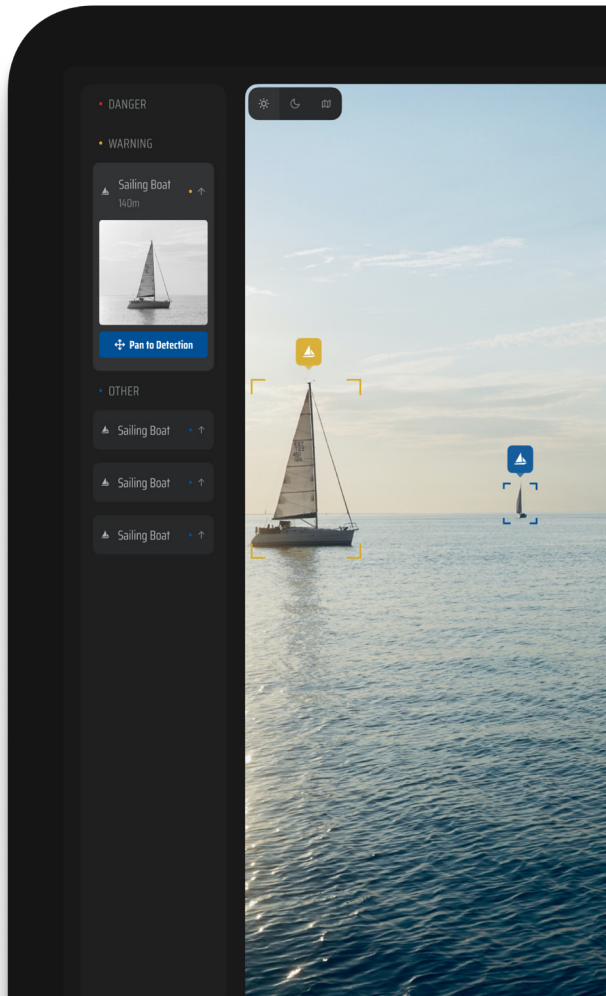 DANGER
WARNING
Sailing Boat
140m
Pan to Detection
OTHER
Sailing Boat
Sailing Boat
Sailing Boat